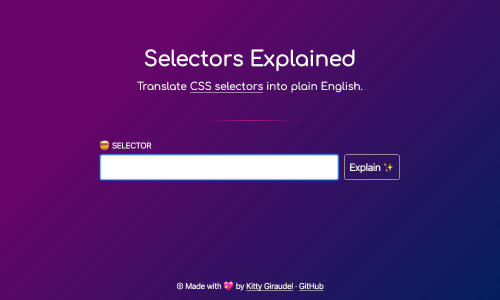 Selectors Explained
Translate CSS selectors into plain English.
🤯 SELECTOR
Explain ✨
© Made with 💖 by Kitty Giraudel · GitHub